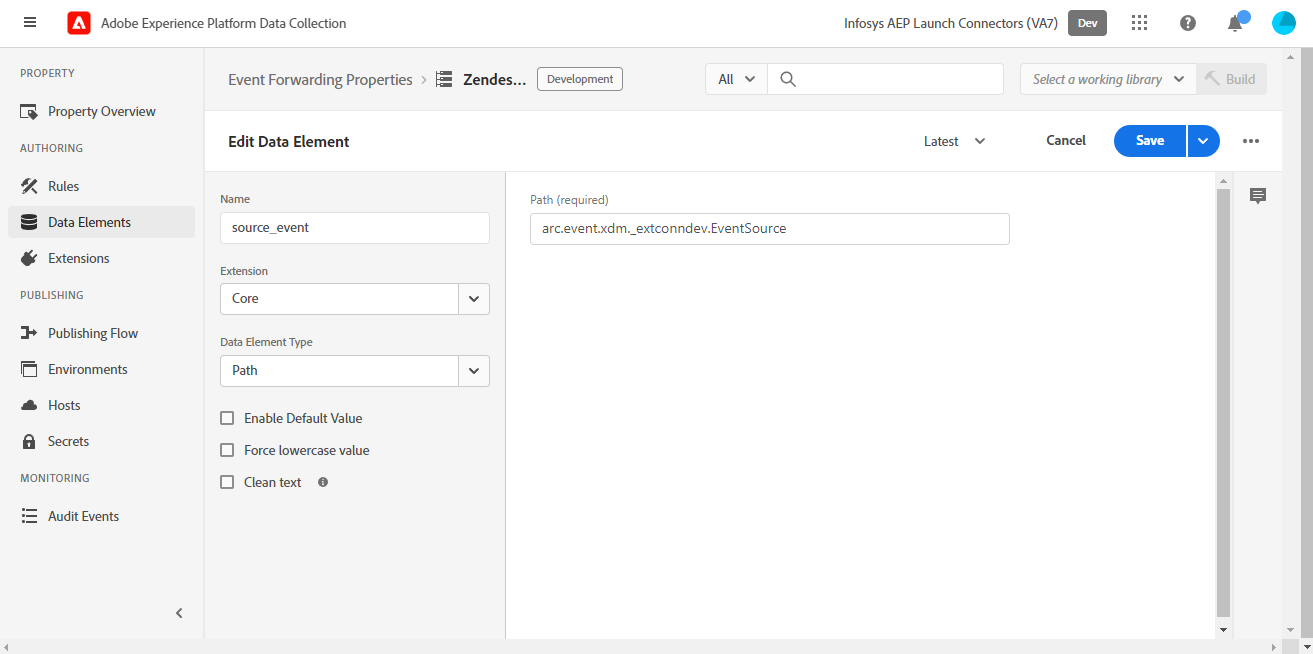 Adobe Experience Platform Data Collection
Infosys AEP Launch Connectors (VA7)
Dev
PROPERTY
Property Overview
AUTHORING
Rules
Data Elements
Extensions
PUBLISHING
Publishing Flow
Environments
Hosts
Secrets
MONITORING
Audit Events
Event Forwarding Properties
Zendes...
Development
All
Select a working library
Build
Edit Data Element
Latest
Cancel
Save
Name
source_event
Extension
Core
Data Element Type
Path
Enable Default Value
Force lowercase value
Clean text
Path (required)
arc.event.xdm._extconndev.EventSource